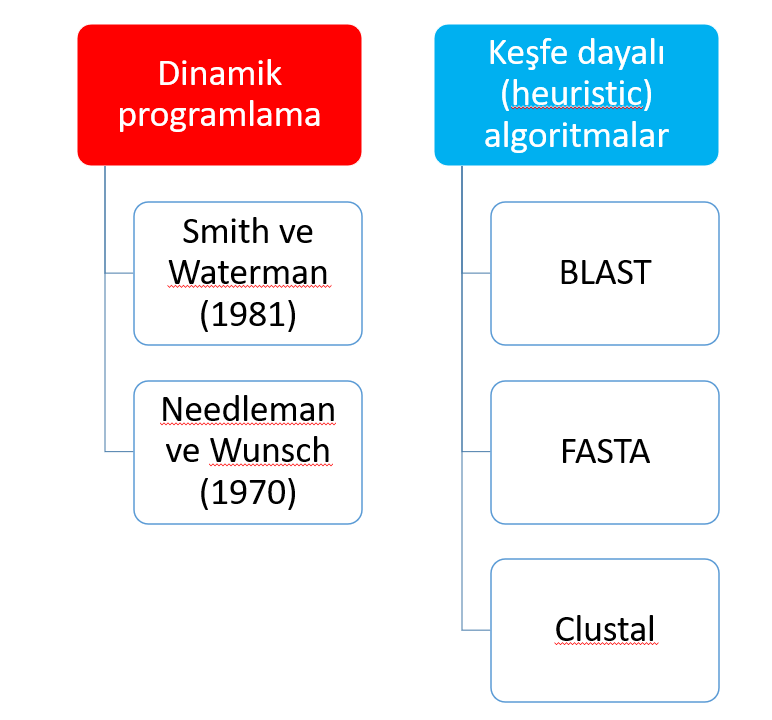 Dinamik
programlama
Smith ve
Waterman
(1981)
Needleman
ve Wunsch
(1970)
Keşfe dayalı
(heuristic)
algoritmalar
BLAST
FASTA
Clustal